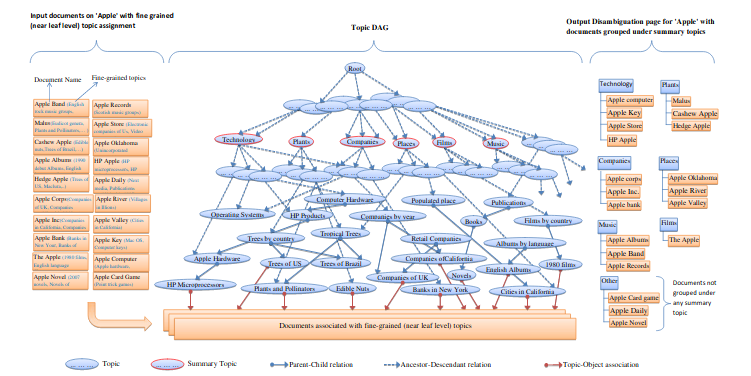 Input documents on 'Apple' with fine grained
(near leaf level) topic assignment
Document Name
Fine-grained topics
Apple Band (English
rock music groups,
Malus
Plants and Pollinators,
Cashew Apple (Edible
nuts, Trees of Brazil,
Apple Albums (1990
debut Albums, English
Hedge Apple (Trees of
US,
Apple Corps(Companies
of UK, Companies
Apple Inc(Companies
in California, Companies
Apple Bank (Banks in
New York, Banks of
The Apple (1980 films,
English language
Apple Novel (2007
novels, Novels of
Apple Records
music groups)
Apple Store (Electronic
companies of Us, Video
Apple Oklahoma
HP Apple (HP
microprocessors, HP
Apple Daily (New
media, Publications
Apple River (Villages
in Illinois)
Apple Valley (Cities
in California)
Apple Key (Mac OS,
Computer keys)
Apple Computer
(Apple hardware,
Apple Card Game
Topic DAG
Root
Technology
Plants
Companies
Places
Films
Music
Operating Systems
Computer Hardware
HP Products
Companies by year
Populated place
Publications
Books
Films by country
Trees by country
Tropical Trees
Retail Companies
Albums by language
Apple Hardware
Trees of US
Trees of Brazil
Companies ofCalifornia
English Albums
1980 films
HP Microprocessors
Plants and Pollinators
Edible Nuts
Companies of UK
Novels
Banks in New York
Cities in California
Documents associated with fine-grained (near leaf level) topics
Output Disambiguation page for 'Apple' with
documents grouped under summary topics
Technology
Apple computer
Apple Key
Apple Store
HP Apple
Plants
Malus
Cashew Apple
Hedge Apple
Companies
Apple corps
Apple Inc.
Apple bank
Places
Apple Oklahoma
Apple River
Apple Valley
Music
Apple Albums
Apple Band
Apple Records
Films
The Apple
Other
Apple Card game
Apple Daily
Apple Novel
Documents not
grouped under
any summary
topic
Topic
Summary Topic
Parent-Child relation
Ancestor-Descendant relation
Topic-Object association